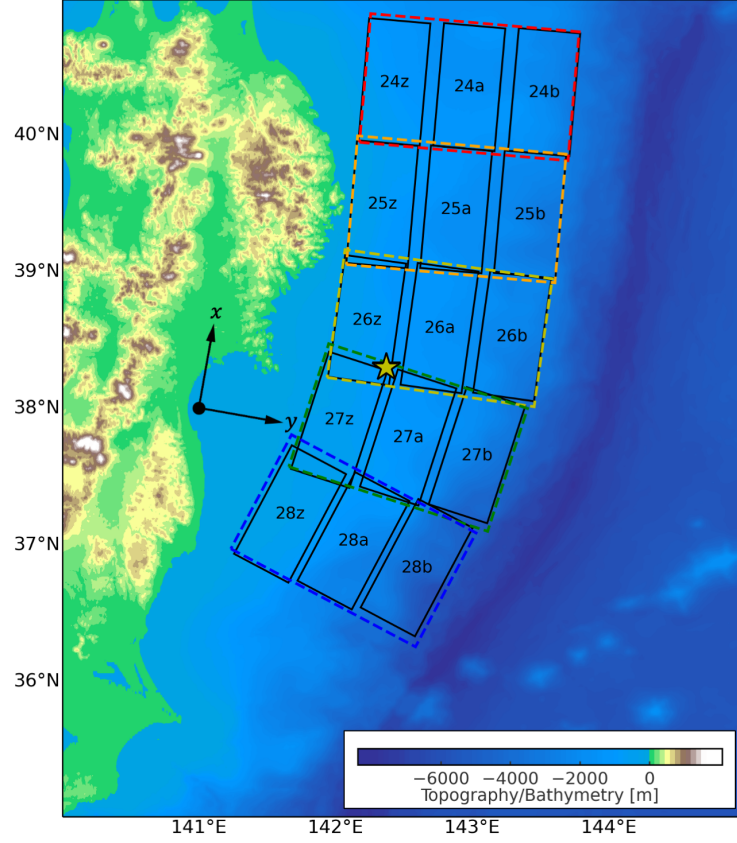 24z 24a 24b
40°N
25z 25a 25b
39°N
26z 26a 26b
x
38°N
y
27z 27a 27b
28z 28a 28b
37°N
36°N
−6000 −4000 −2000 0
Topography/Bathymetry [m]
141°E 142°E 143°E 144°E